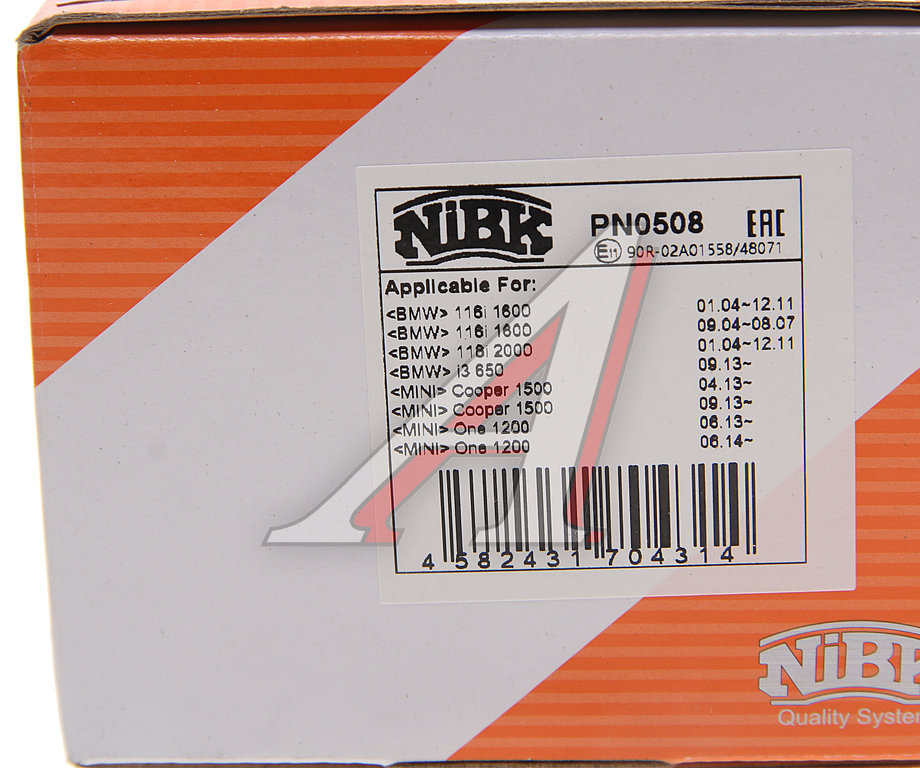 NiBK
PN0508 EAC
E11 90R-02A01558/48071
Applicable For:
<BMW> 116i 1600 01.04~12.11
<BMW> 116i 1600 09.04~08.07
<BMW> 118i 2000 01.04~12.11
<BMW> i3 650 09.13~
<MINI> Cooper 1500 04.13~
<MINI> Cooper 1500 09.13~
<MINI> One 1200 06.13~
<MINI> One 1200 06.14~
4 582431 704314
NiBK
Quality System